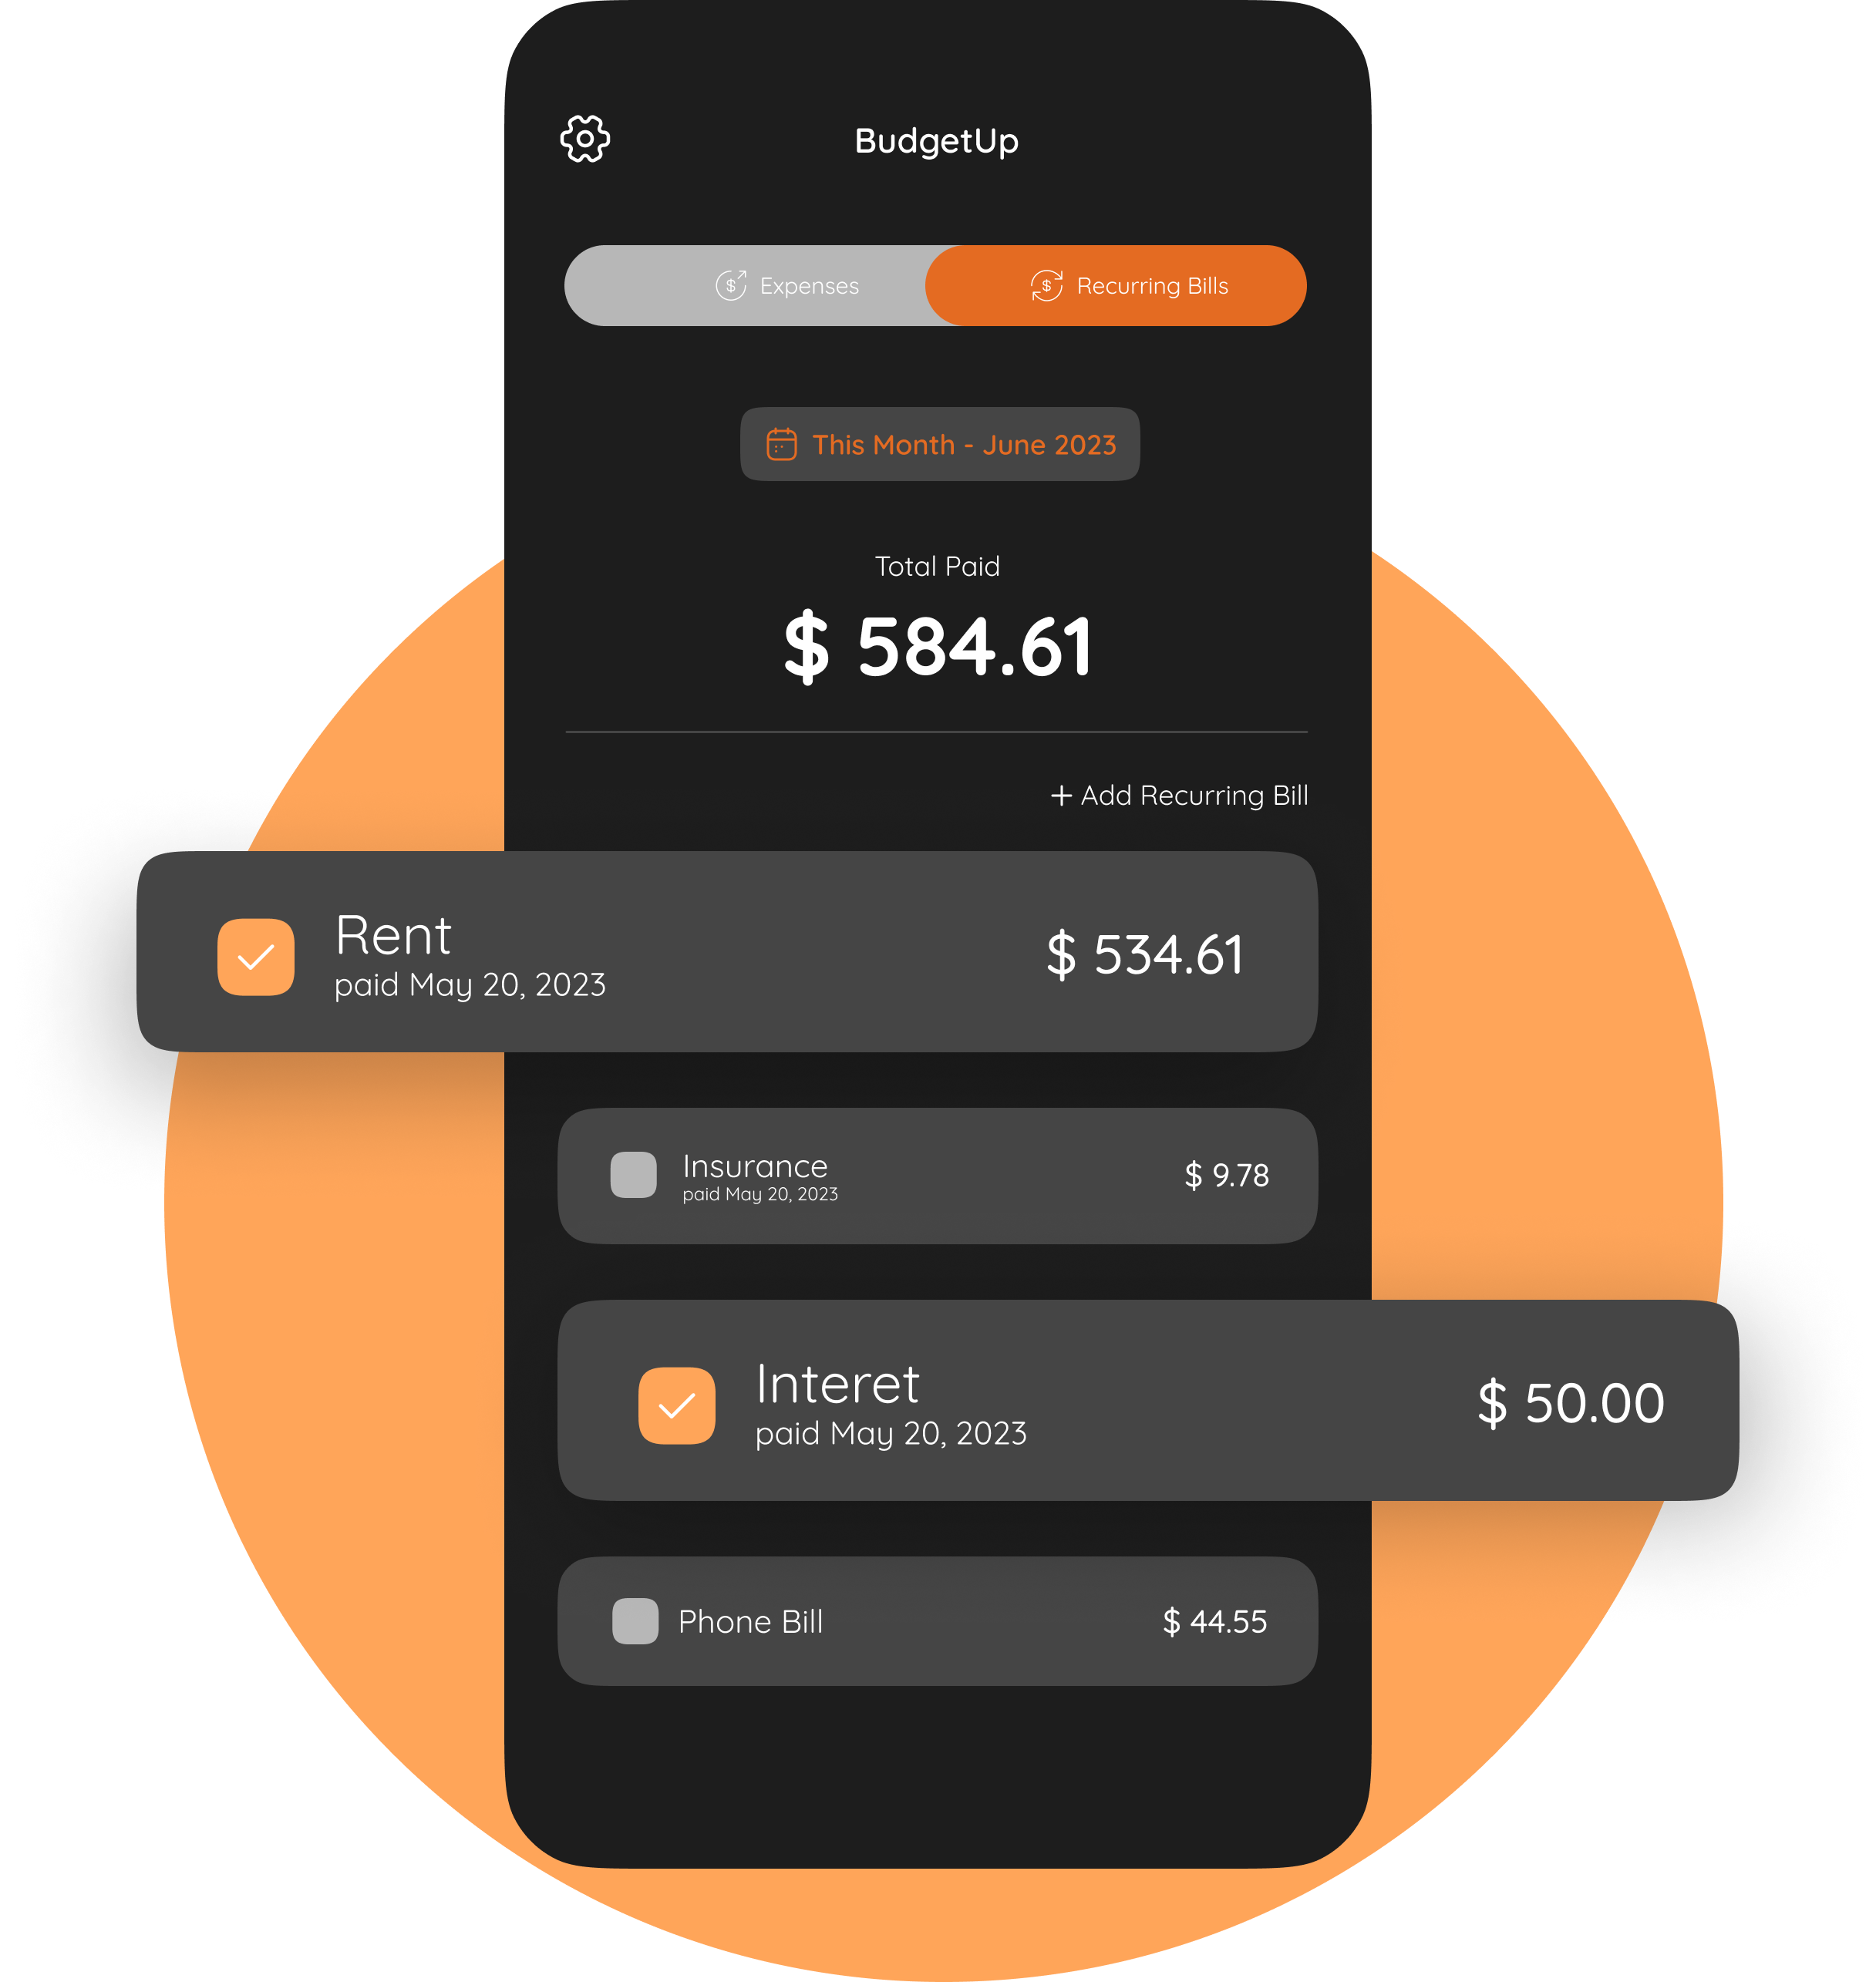 BudgetUp
Expenses
Recurring Bills
This Month - June 2023
Total Paid
$ 584.61
+ Add Recurring Bill
Rent
paid May 20, 2023
$ 534.61
Insurance
paid May 20, 2023
$ 9.78
Interet
paid May 20, 2023
$ 50.00
Phone Bill
$ 44.55